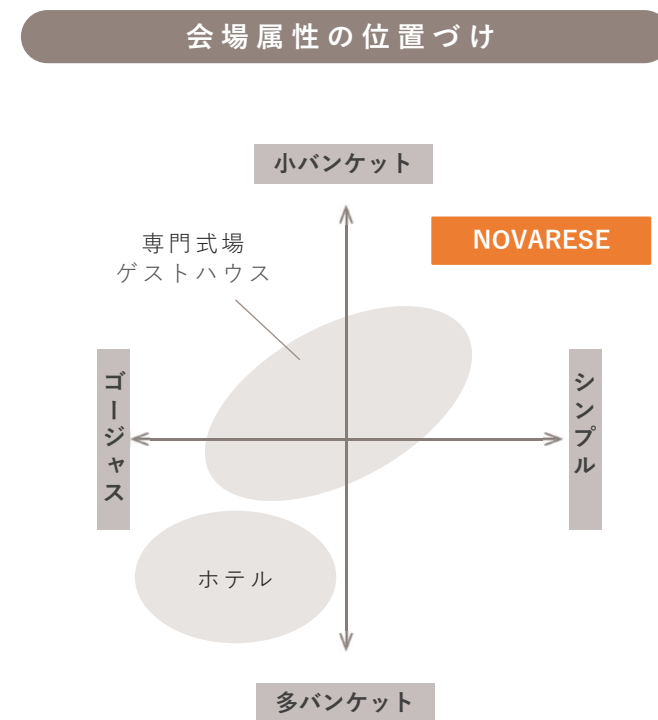 会場属性の位置づけ
小バンケット
NOVARESE
専門式場
ゲストハウス
ゴージャス
シンプル
ホテル
多バンケット